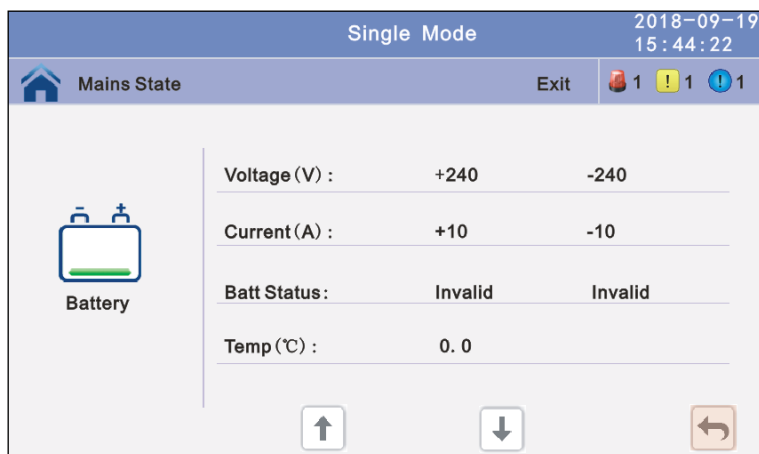 Single Mode
2018-09-19
15:44:22
Mains State Exit 1 ! 1 ! 1
Voltage(V): +240 -240
Current(A): +10 -10
Batt Status: Invalid Invalid
Battery
Temp(℃): 0.0